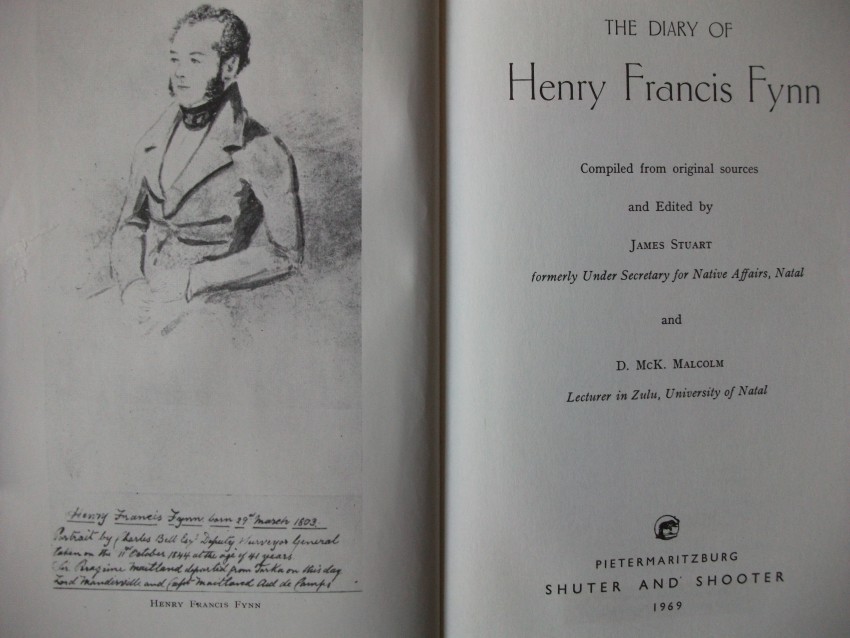 Henry Francis Fynn born 29th March 1803.
Portrait by Charles Bell Esqr Deputy Surveyor General
taken on the 11th October 1844 at the age of 41 years.
Sir Peregrine Maitland departed from Tarka on this day
Lord Manderville and Captn Maitland Aid de Camps
HENRY FRANCIS FYNN
THE DIARY OF
Henry Francis Fynn
Compiled from original sources
and Edited by
JAMES STUART
formerly Under Secretary for Native Affairs, Natal
and
D. MCK. MALCOLM
Lecturer in Zulu, University of Natal
PIETERMARITZBURG
SHUTER AND SHOOTER
1969